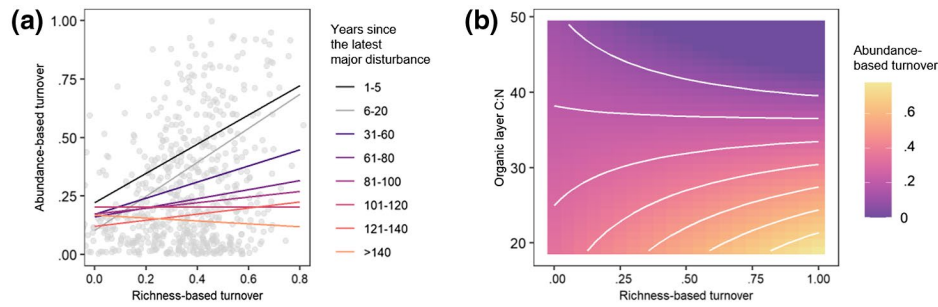 (a)
Abundance-based turnover
1.00
.75
.50
.25
.00
0.0 0.2 0.4 0.6 0.8
Richness-based turnover
Years since
the latest
major disturbance
1-5
6-20
31-60
61-80
81-100
101-120
121-140
>140
(b)
Organic layer C:N
50
40
30
20
.00 .25 .50 .75 1.00
Richness-based turnover
Abundance-
based turnover
.6
.4
.2
0